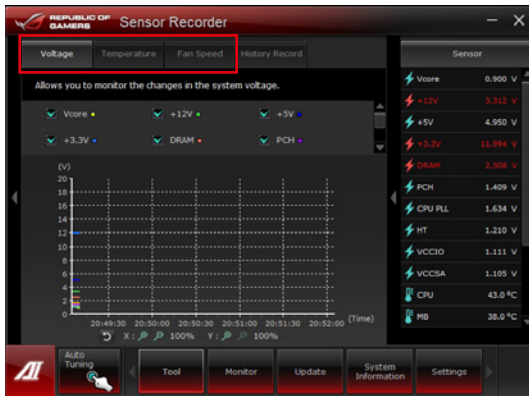 REPUBLIC OF
GAMERS
Sensor Recorder
Voltage Temperature Fan Speed History Record
Allows you to monitor the changes in the system voltage.
Vcore +12V +5V
+3.3V DRAM PCH
(V)
20
18
16
14
12
10
8
6
4
2
0
20:49:30 20:50:00 20:50:30 20:51:00 20:51:30 20:52:00 (Time)
X: 100% Y: 100%
Sensor
Vcore 0.900 V
+12V 3.312 V
+5V 4.950 V
+3.3V 11.994 V
DRAM 2.508 V
PCH 1.409 V
CPU PLL 1.634 V
HT 1.210 V
VCCIO 1.111 V
VCCSA 1.105 V
CPU 43.0 °C
MB 38.0 °C
Auto
Tuning
Tool Monitor Update System
Information Settings